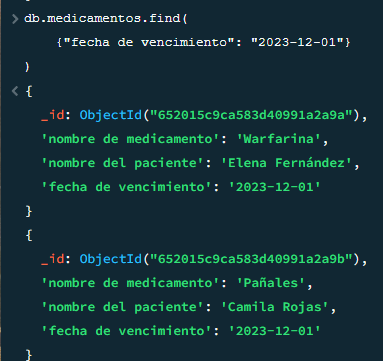 > db.medicamentos.find(
{"fecha de vencimiento": "2023-12-01"}
)
< {
_id: ObjectId("652015c9ca583d40991a2a9a"),
'nombre de medicamento': 'Warfarina',
'nombre del paciente': 'Elena Fernández',
'fecha de vencimiento': '2023-12-01'
}
{
_id: ObjectId("652015c9ca583d40991a2a9b"),
'nombre de medicamento': 'Pañales',
'nombre del paciente': 'Camila Rojas',
'fecha de vencimiento': '2023-12-01'
}